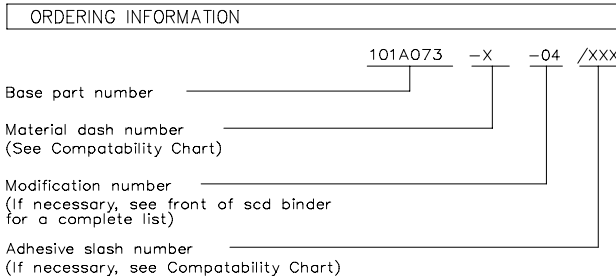 ORDERING INFORMATION
101A073 -X -04 /XXX
Base part number
Material dash number
(See Compatability Chart)
Modification number
(If necessary, see front of scd binder
for a complete list)
Adhesive slash number
(If necessary, see Compatability Chart)